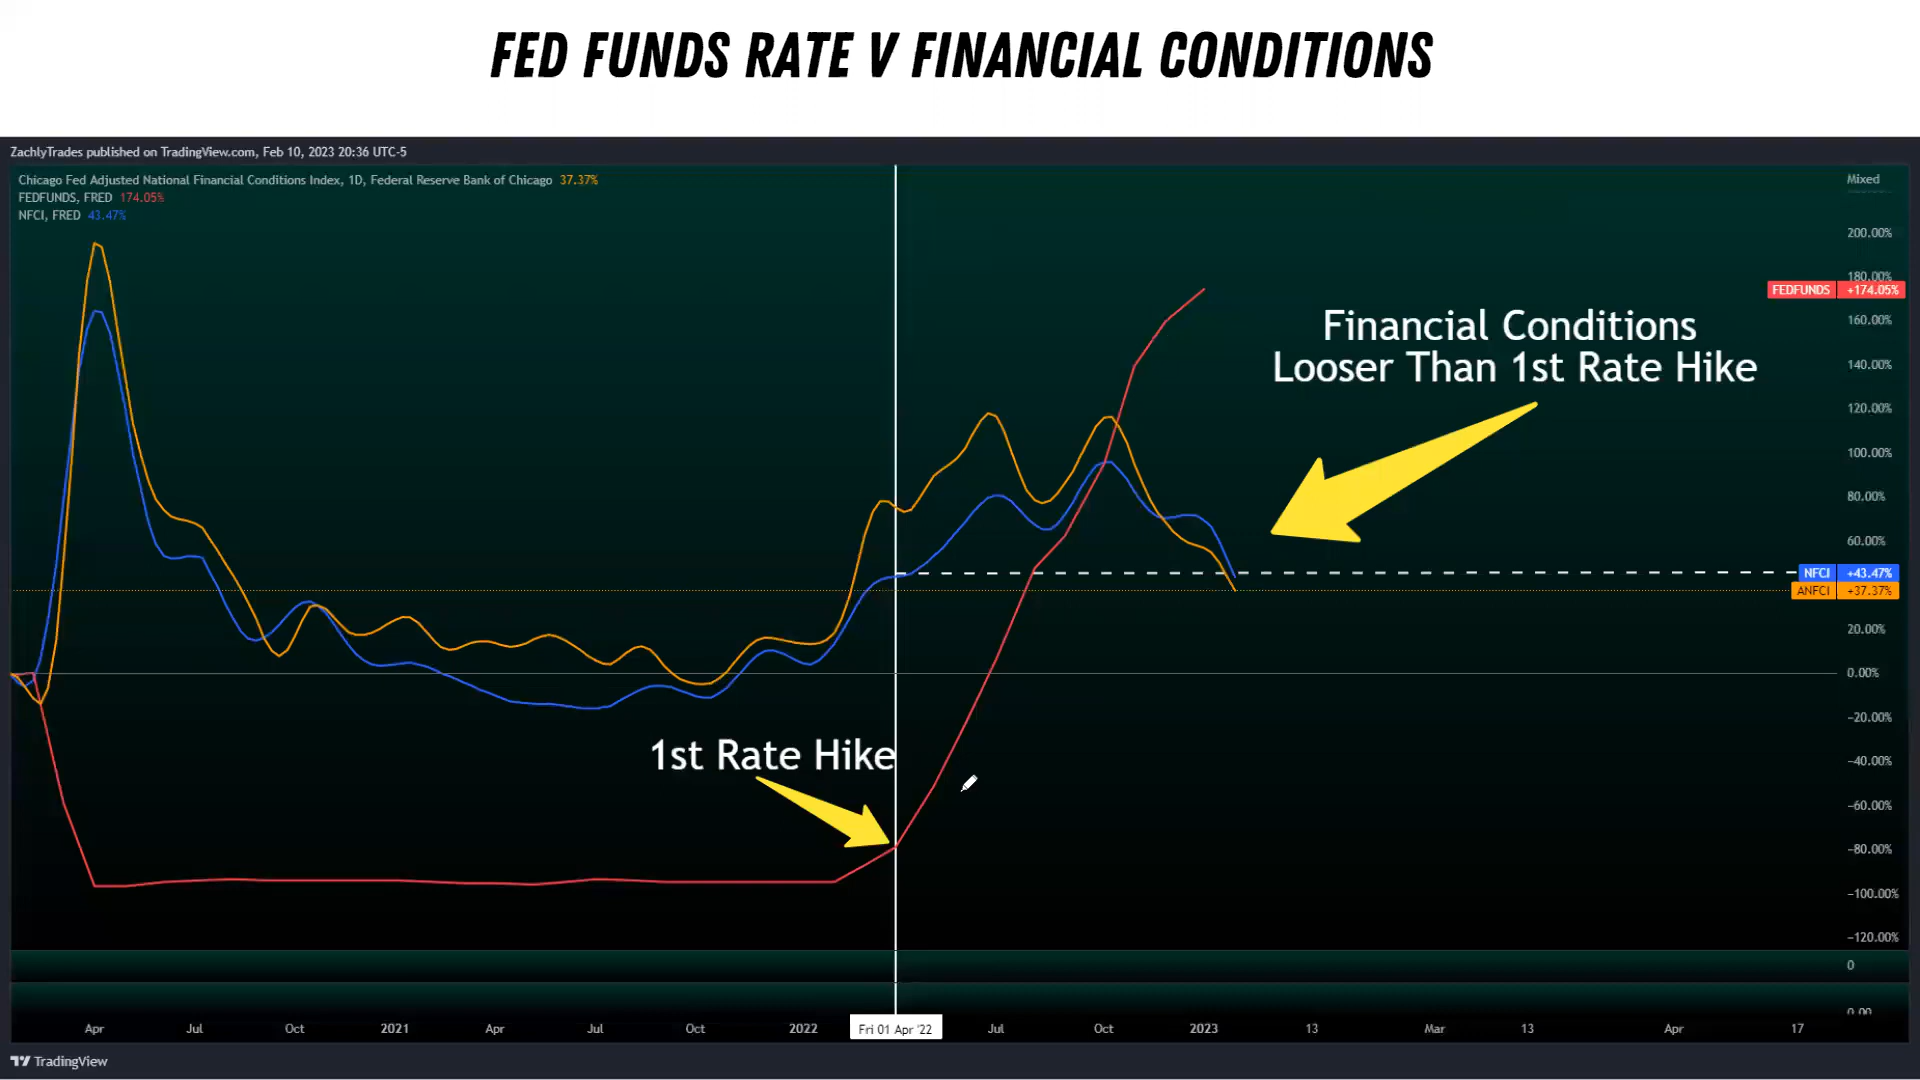 FED FUNDS RATE V FINANCIAL CONDITIONS
ZachlyTrades published on TradingView.com, Feb 10, 2023 20:36 UTC-5
Chicago Fed Adjusted National Financial Conditions Index, 1D, Federal Reserve Bank of Chicago 37.37%
FEDFUNDS, FRED 174.05%
NFCI, FRED 43.47%
Mixed
200.00%
180.00%
FEDFUNDS +174.05%
160.00%
Financial Conditions
Looser Than 1st Rate Hike
140.00%
120.00%
100.00%
80.00%
60.00%
NFCI +43.47%
ANFCI +37.37%
20.00%
0.00%
−20.00%
1st Rate Hike
−40.00%
−60.00%
−80.00%
−100.00%
−120.00%
0
0.00
Apr Jul Oct 2021 Apr Jul Oct 2022 Fri 01 Apr '22 Jul Oct 2023 13 Mar 13 Apr 17
TradingView